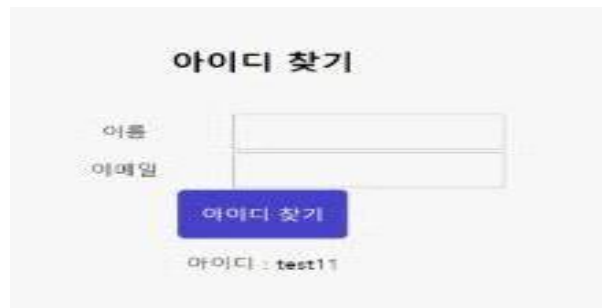 아이디 찾기
이름
이메일
아이디 찾기
아이디 : test11